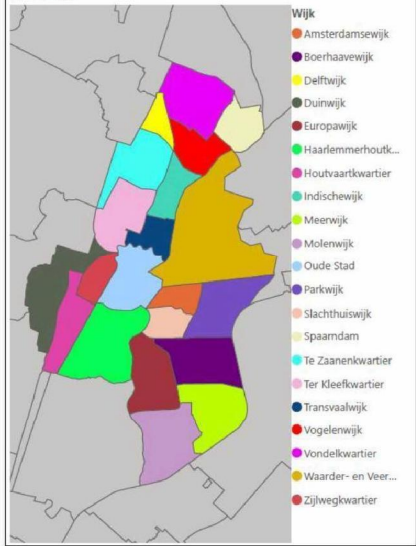 Wijk
Amsterdamsewijk
Boerhaavewijk
Delftwijk
Duinwijk
Europawijk
Haarlemmerhoutk...
Houtvaartkwartier
Indischewijk
Meerwijk
Molenwijk
Oude Stad
Parkwijk
Slachthuiswijk
Spaarndam
Te Zaanenkwartier
Ter Kleefkwartier
Transvaalwijk
Vogelenwijk
Vondelkwartier
Waarder- en Veer...
Zijlwegkwartier